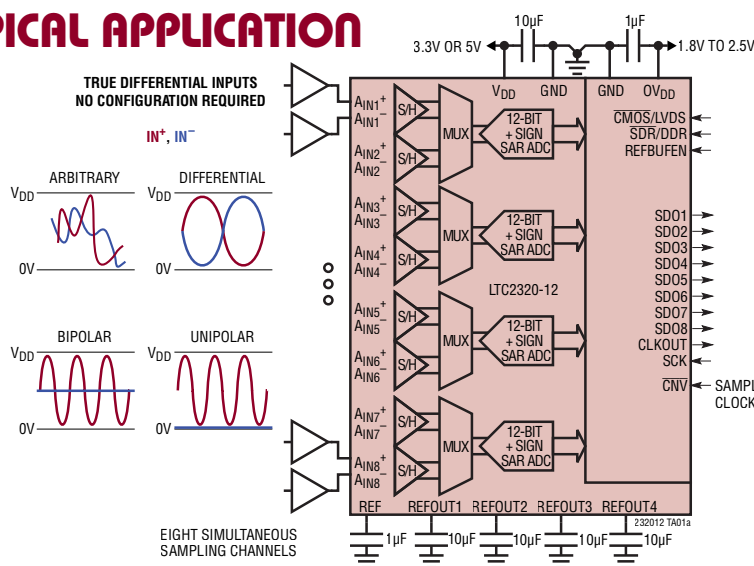 PICAL APPLICATION
10µF
1µF
3.3V OR 5V
1.8V TO 2.5V
TRUE DIFFERENTIAL INPUTS
NO CONFIGURATION REQUIRED
IN+, IN−
VDD
GND
GND
OVDD
ARBITRARY
DIFFERENTIAL
VDD
VDD
0V
0V
BIPOLAR
UNIPOLAR
VDD
VDD
0V
0V
AIN1+
AIN1−
S/H
AIN2+
AIN2−
S/H
MUX
12-BIT
+ SIGN
SAR ADC
AIN3+
AIN3−
S/H
AIN4+
AIN4−
S/H
MUX
12-BIT
+ SIGN
SAR ADC
LTC2320-12
AIN5+
AIN5−
S/H
AIN6+
AIN6−
S/H
MUX
12-BIT
+ SIGN
SAR ADC
AIN7+
AIN7−
S/H
AIN8+
AIN8−
S/H
MUX
12-BIT
+ SIGN
SAR ADC
CMOS/LVDS
SDR/DDR
REFBUFEN
SDO1
SDO2
SDO3
SDO4
SDO5
SDO6
SDO7
SDO8
CLKOUT
SCK
CNV
SAMPL
CLOCK
REF
REFOUT1
REFOUT2
REFOUT3
REFOUT4
232012 TA01a
EIGHT SIMULTANEOUS
SAMPLING CHANNELS
1µF
10µF
10µF
10µF
10µF